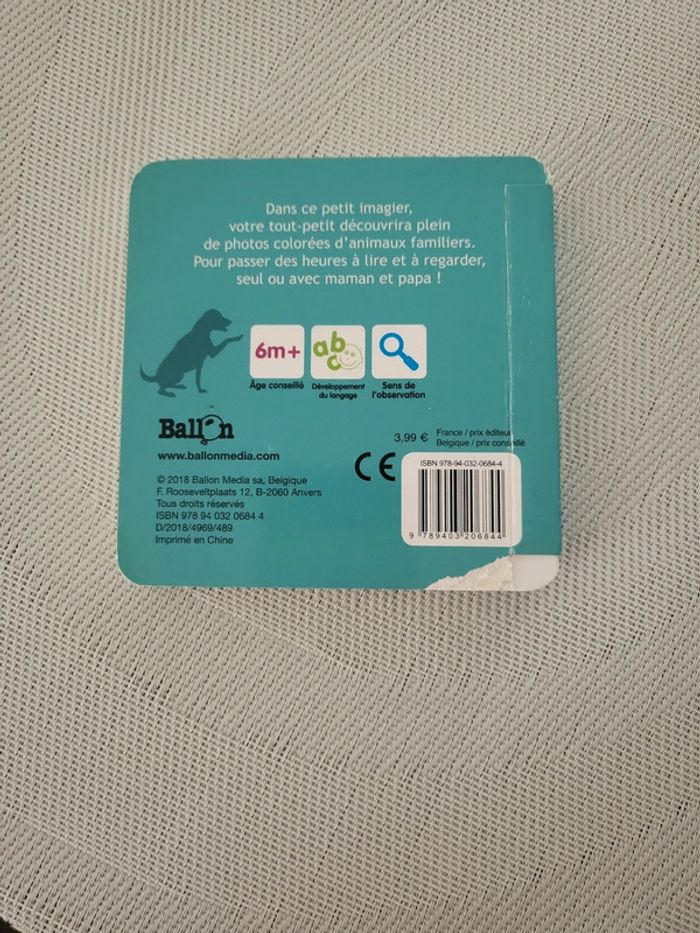 Dans ce petit imagier,
votre tout-petit découvrira plein
de photos colorées d'animaux familiers.
Pour passer des heures à lire et à regarder,
seul ou avec maman et papa !
6m+
abc
Âge conseillé
Développement
du langage
Sens de
l'observation
Ballon
www.ballonmedia.com
3,99 €
France / prix éditeur
Belgique / prix conseillé
CE
© 2018 Ballon Media sa, Belgique
F. Rooseveltplaats 12, B-2060 Anvers
Tous droits réservés
ISBN 978 94 032 0684 4
D/2018/4969/489
Imprimé en Chine
ISBN 978-94-032-0684-4
9 789403 206844